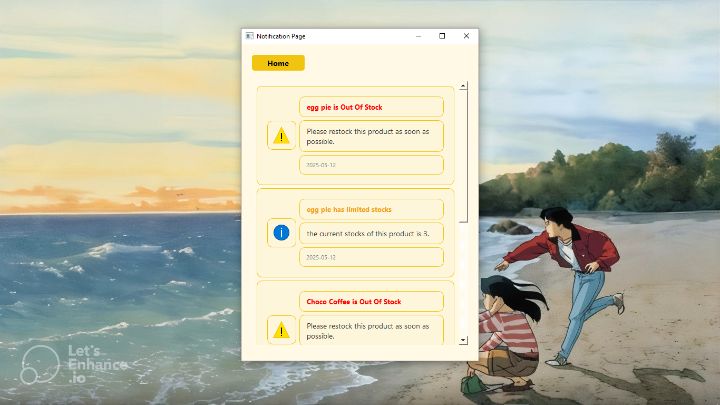 Notification Page
Home
egg pie is Out Of Stock
Please restock this product as soon as
possible.
2025-05-12
egg pie has limited stocks
the current stocks of this product is 3.
2025-05-12
Choco Coffee is Out Of Stock
Please restock this product as soon as
possible.
Let's
Enhance
.io